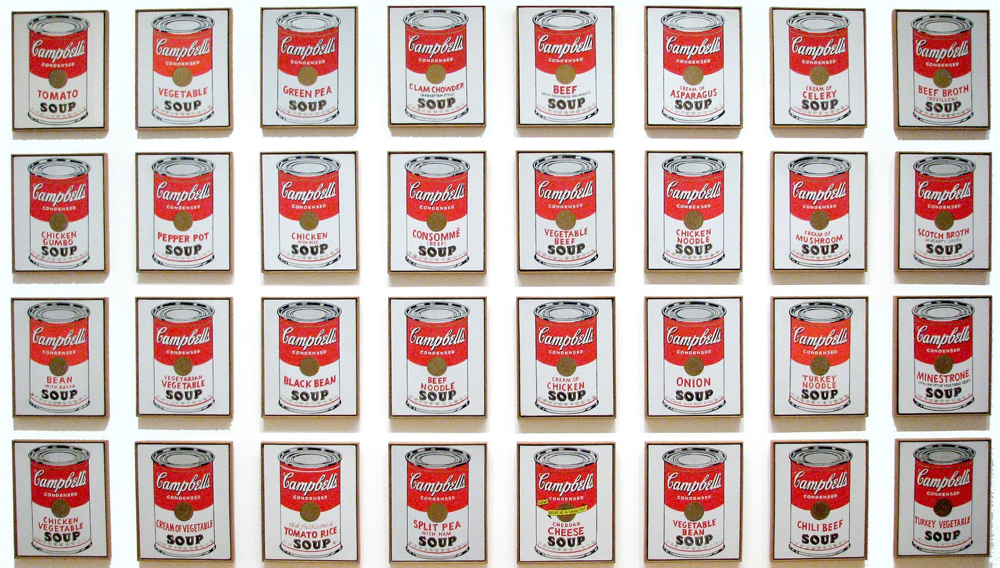 Campbell's
CONDENSED
TOMATO
SOUP
Campbell's
CONDENSED
VEGETABLE
SOUP
Campbell's
CONDENSED
GREEN PEA
SOUP
Campbell's
CONDENSED
CLAM CHOWDER
(MANHATTAN STYLE)
SOUP
Campbell's
CONDENSED
BEEF
(WITH VEGETABLES AND BARLEY)
SOUP
Campbell's
CONDENSED
CREAM OF
ASPARAGUS
SOUP
Campbell's
CONDENSED
CREAM OF
CELERY
SOUP
Campbell's
CONDENSED
BEEF BROTH
(BOUILLON)
SOUP
Campbell's
CONDENSED
CHICKEN
GUMBO
SOUP
Campbell's
CONDENSED
PEPPER POT
SOUP
Campbell's
CONDENSED
CHICKEN
WITH RICE
SOUP
Campbell's
CONDENSED
CONSOMMÉ
(BEEF)
SOUP
Campbell's
CONDENSED
VEGETABLE
BEEF
SOUP
Campbell's
CONDENSED
CHICKEN
NOODLE
SOUP
Campbell's
CONDENSED
CREAM OF
MUSHROOM
SOUP
Campbell's
CONDENSED
SCOTCH BROTH
(A HEARTY SOUP)
SOUP
Campbell's
CONDENSED
BEAN
WITH BACON
SOUP
Campbell's
CONDENSED
VEGETARIAN
VEGETABLE
SOUP
Campbell's
CONDENSED
BLACK BEAN
SOUP
Campbell's
CONDENSED
BEEF
NOODLE
SOUP
Campbell's
CONDENSED
CREAM OF
CHICKEN
SOUP
Campbell's
CONDENSED
ONION
SOUP
MADE WITH BEEF STOCK
Campbell's
CONDENSED
TURKEY
NOODLE
SOUP
Campbell's
CONDENSED
MINESTRONE
(ITALIAN-STYLE VEGETABLE SOUP)
SOUP
Campbell's
CONDENSED
CHICKEN
VEGETABLE
SOUP
Campbell's
CONDENSED
CREAM OF VEGETABLE
SOUP
Campbell's
CONDENSED
Old-fashioned
TOMATO RICE
SOUP
Campbell's
CONDENSED
SPLIT PEA
WITH HAM
SOUP
Campbell's
CONDENSED
NEW!
GREAT AS A SAUCE, TOO!
CHEDDAR
CHEESE
SOUP
Campbell's
CONDENSED
VEGETABLE
BEAN
SOUP
Campbell's
CONDENSED
CHILI BEEF
SOUP
Campbell's
CONDENSED
TURKEY VEGETABLE
SOUP